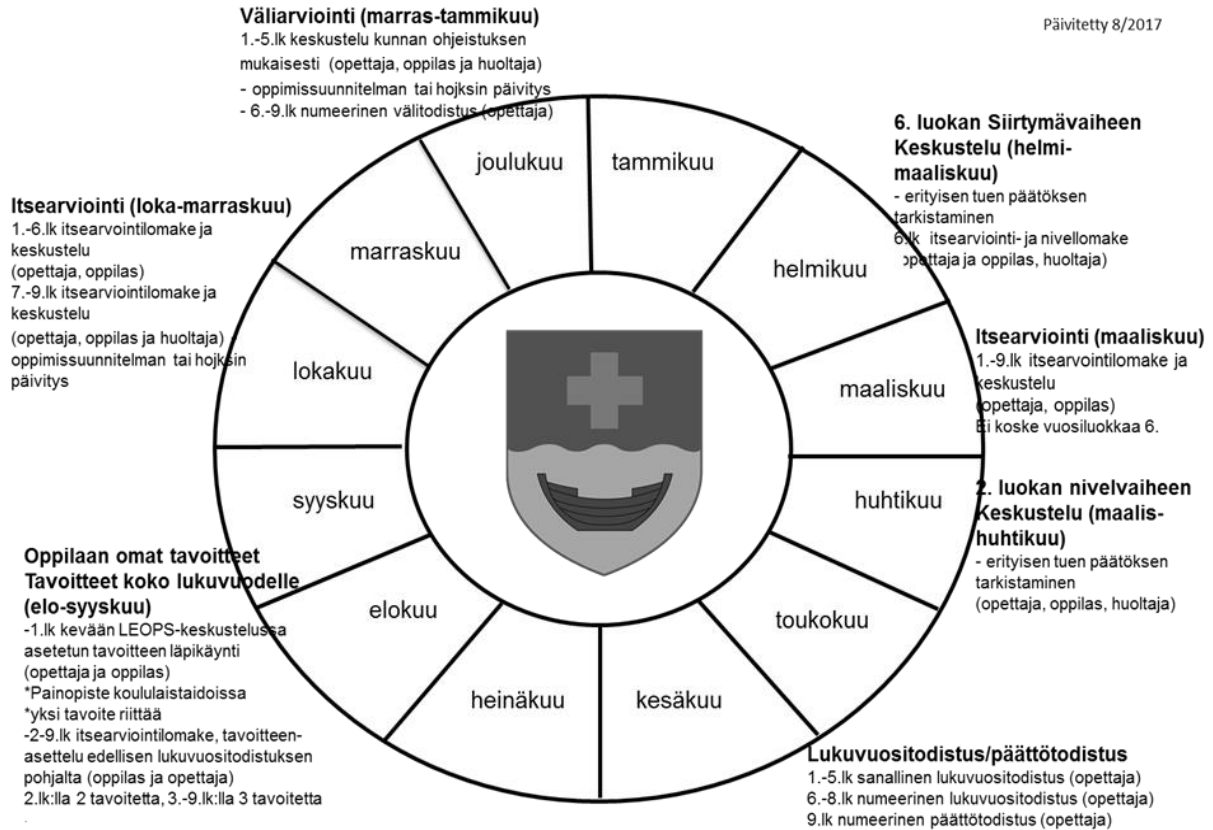 Väliarviointi (marras-tammikuu)
1.-5.lk keskustelu kunnan ohjeistuksen
mukaisesti (opettaja, oppilas ja huoltaja)
- oppimissuunnitelman tai hojksin päivitys
- 6.-9.lk numeerinen välitodistus (opettaja)
Päivitetty 8/2017
6. luokan Siirtymävaiheen
Keskustelu (helmi-
maaliskuu)
- erityisen tuen päätöksen
tarkistaminen
6.lk itsearviointi- ja nivellomake
(opettaja ja oppilas, huoltaja)
Itsearviointi (maaliskuu)
1.-9.lk itsearvointilomake ja
keskustelu
(opettaja, oppilas)
Ei koske vuosiluokkaa 6.
2. luokan nivelvaiheen
Keskustelu (maalis-
huhtikuu)
- erityisen tuen päätöksen
tarkistaminen
(opettaja, oppilas, huoltaja)
Lukuvuositodistus/päättötodistus
1.-5.lk sanallinen lukuvuositodistus (opettaja)
6.-8.lk numeerinen lukuvuositodistus (opettaja)
9.lk numeerinen päättötodistus (opettaja)
Oppilaan omat tavoitteet
Tavoitteet koko lukuvuodelle
(elo-syyskuu)
-1.lk kevään LEOPS-keskustelussa
asetetun tavoitteen läpikäynti
(opettaja ja oppilas)
*Painopiste koululaistaidoissa
*yksi tavoite riittää
-2-9.lk itsearviointilomake, tavoitteen-
asettelu edellisen lukuvuositodistuksen
pohjalta (oppilas ja opettaja)
2.lk:lla 2 tavoitetta, 3.-9.lk:lla 3 tavoitetta
.
Itsearviointi (loka-marraskuu)
1.-6.lk itsearvointilomake ja
keskustelu
(opettaja, oppilas)
7.-9.lk itsearviointilomake ja
keskustelu
(opettaja, oppilas ja huoltaja)
oppimissuunnitelman tai hojksin
päivitys
tammikuu
helmikuu
maaliskuu
huhtikuu
toukokuu
kesäkuu
heinäkuu
elokuu
syyskuu
lokakuu
marraskuu
joulukuu